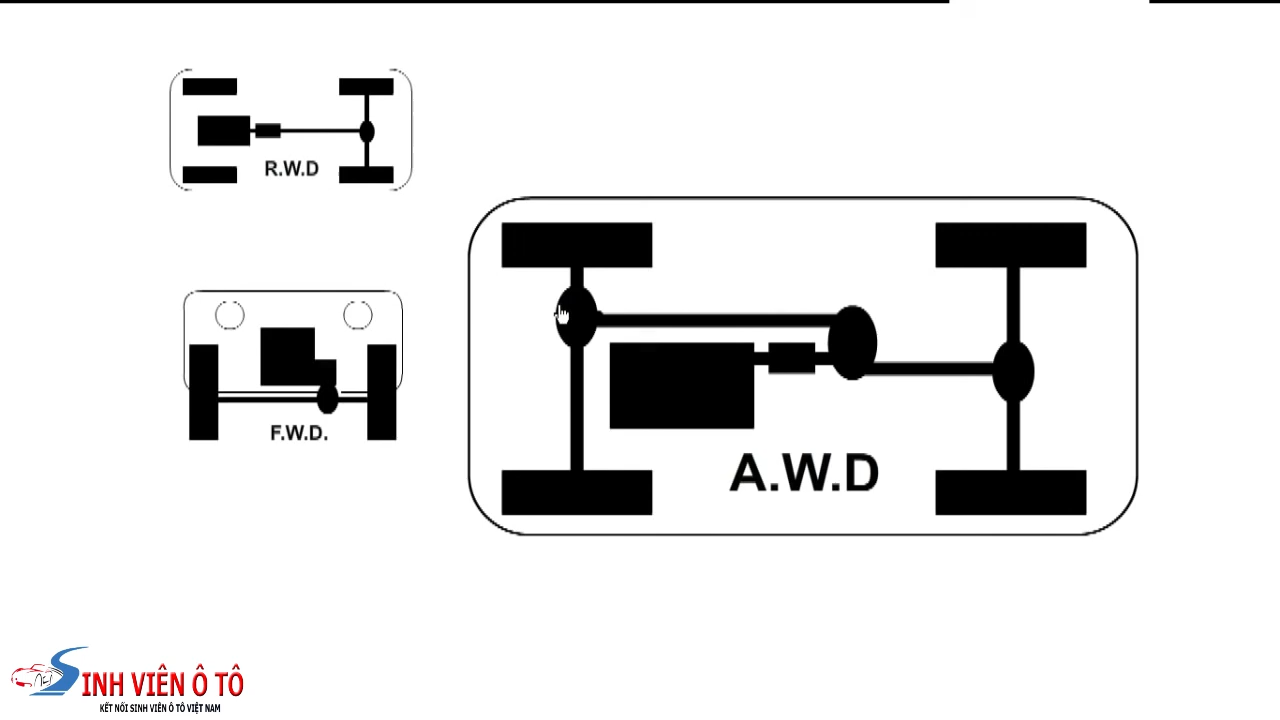 R.W.D
F.W.D.
A.W.D
SINH VIÊN Ô TÔ
KẾT NỐI SINH VIÊN Ô TÔ VIỆT NAM